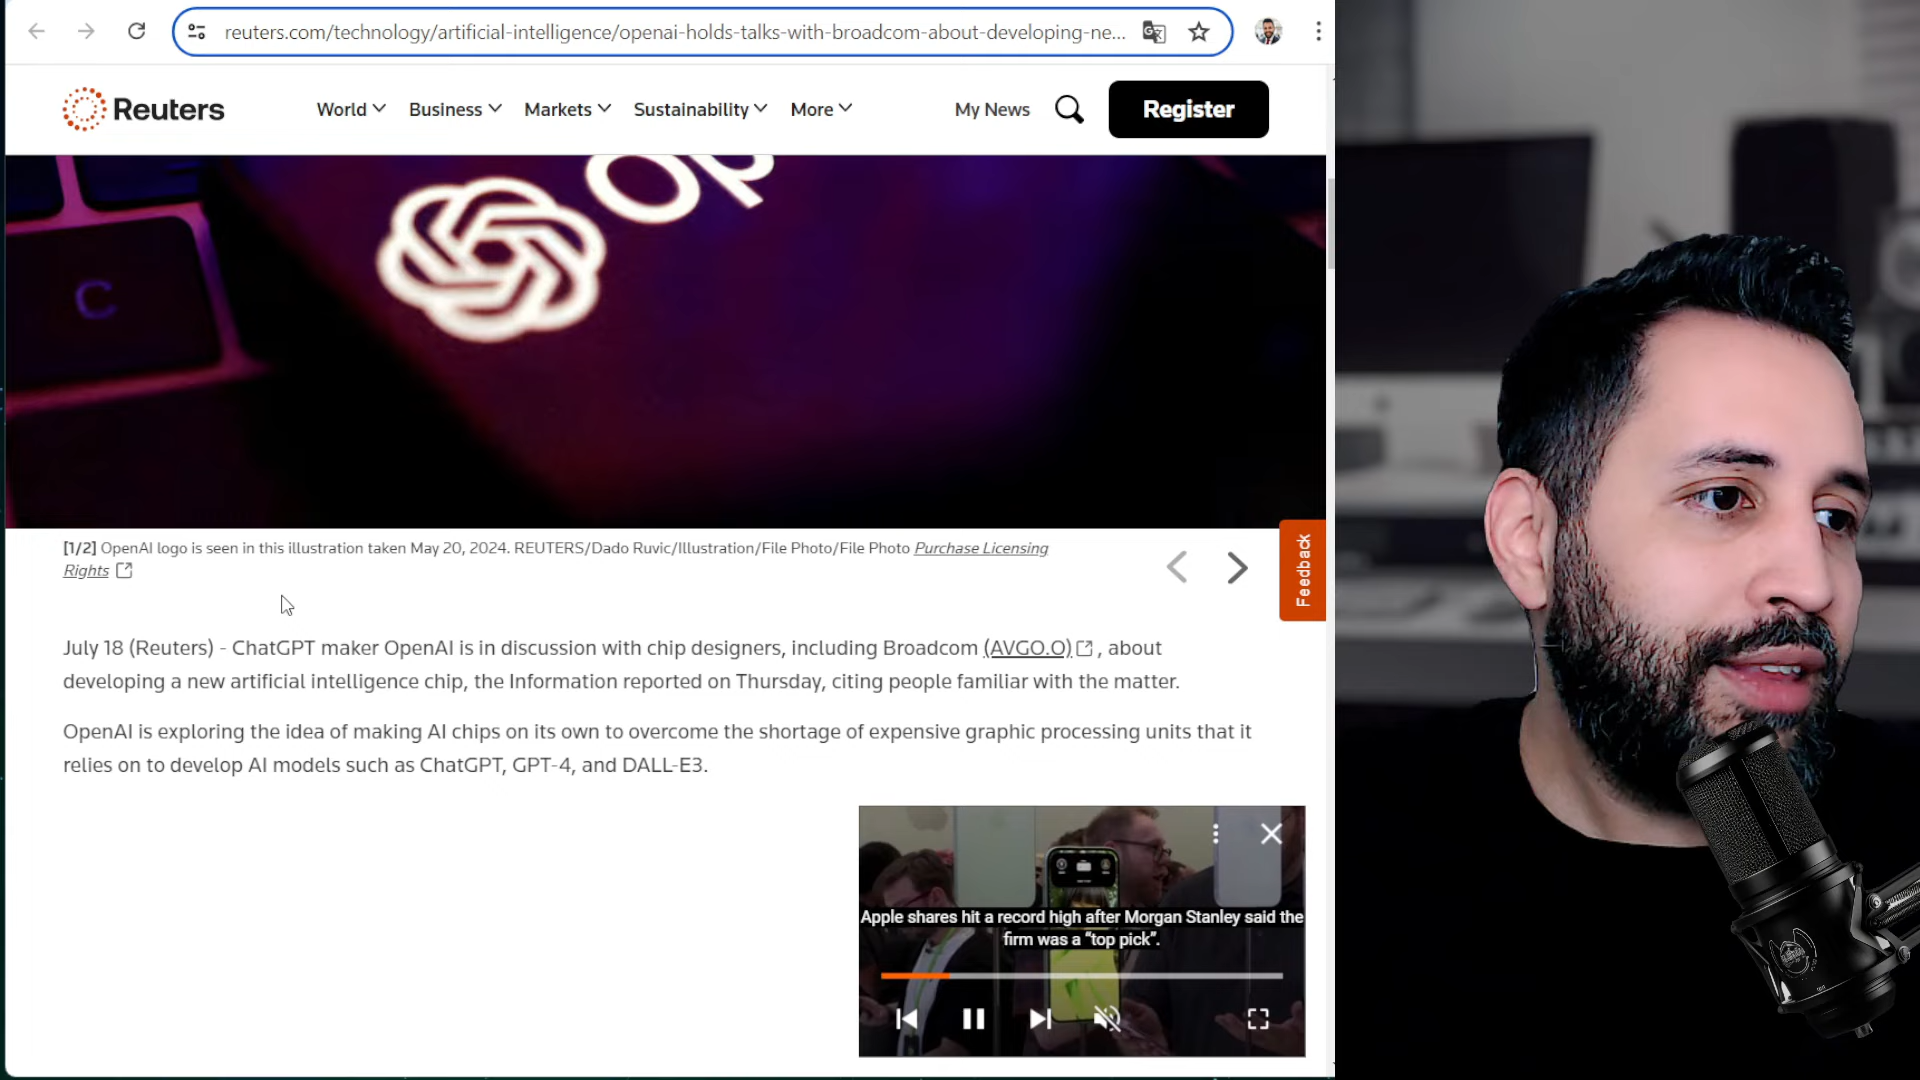 reuters.com/technology/artificial-intelligence/openai-holds-talks-with-broadcom-about-developing-ne...
Reuters
World
Business
Markets
Sustainability
More
My News
Register
Op
C
[1/2] OpenAI logo is seen in this illustration taken May 20, 2024. REUTERS/Dado Ruvic/Illustration/File Photo/File Photo Purchase Licensing
Rights
Feedback
July 18 (Reuters) - ChatGPT maker OpenAI is in discussion with chip designers, including Broadcom (AVGO.O), about
developing a new artificial intelligence chip, the Information reported on Thursday, citing people familiar with the matter.
OpenAI is exploring the idea of making AI chips on its own to overcome the shortage of expensive graphic processing units that it
relies on to develop AI models such as ChatGPT, GPT-4, and DALL-E3.
Apple shares hit a record high after Morgan Stanley said the
firm was a “top pick”.